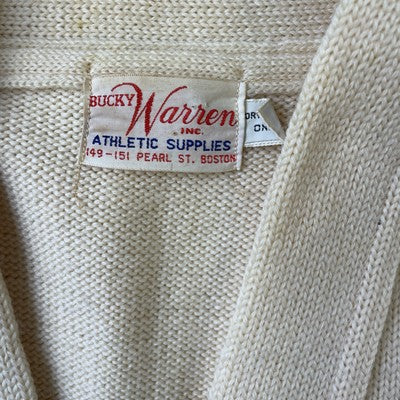 BUCKY Warren
INC.
ATHLETIC SUPPLIES
149-151 PEARL ST. BOSTON